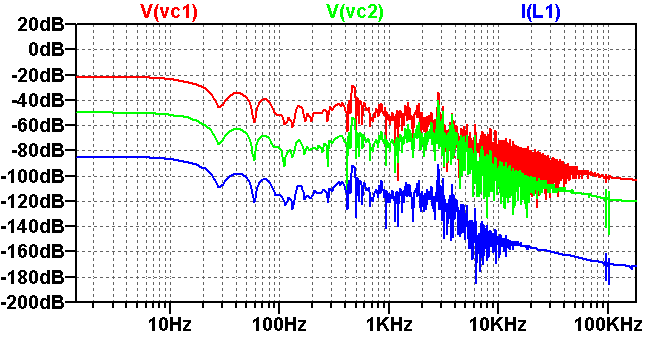 V(vc1) V(vc2) I(L1)
20dB
0dB
-20dB
-40dB
-60dB
-80dB
-100dB
-120dB
-140dB
-160dB
-180dB
-200dB
10Hz 100Hz 1KHz 10KHz 100KHz